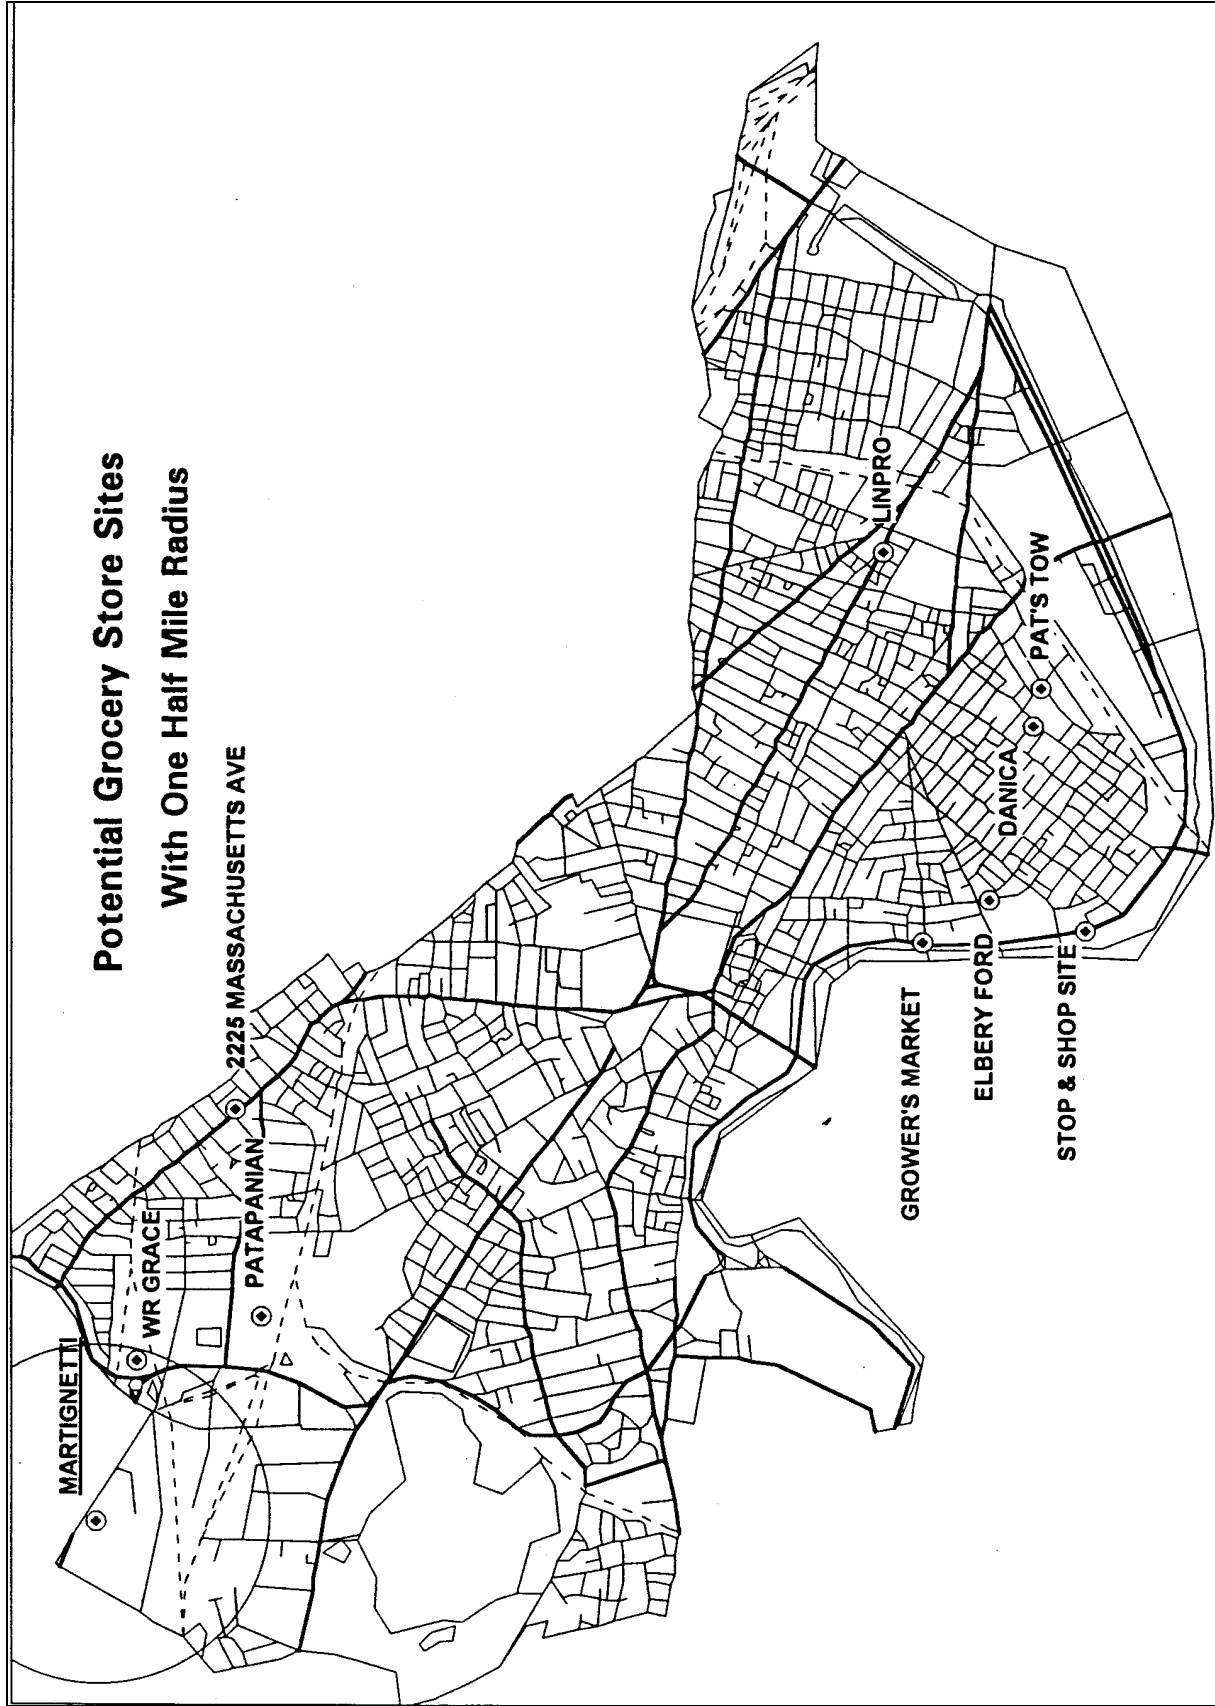 Potential Grocery Store Sites
With One Half Mile Radius
MARTIGNETTI
WR GRACE
2225 MASSACHUSETTS AVE
PATAPANIAN
LINPRO
GROWER'S MARKET
ELBERY FORD
DANICA
PAT'S TOW
STOP & SHOP SITE